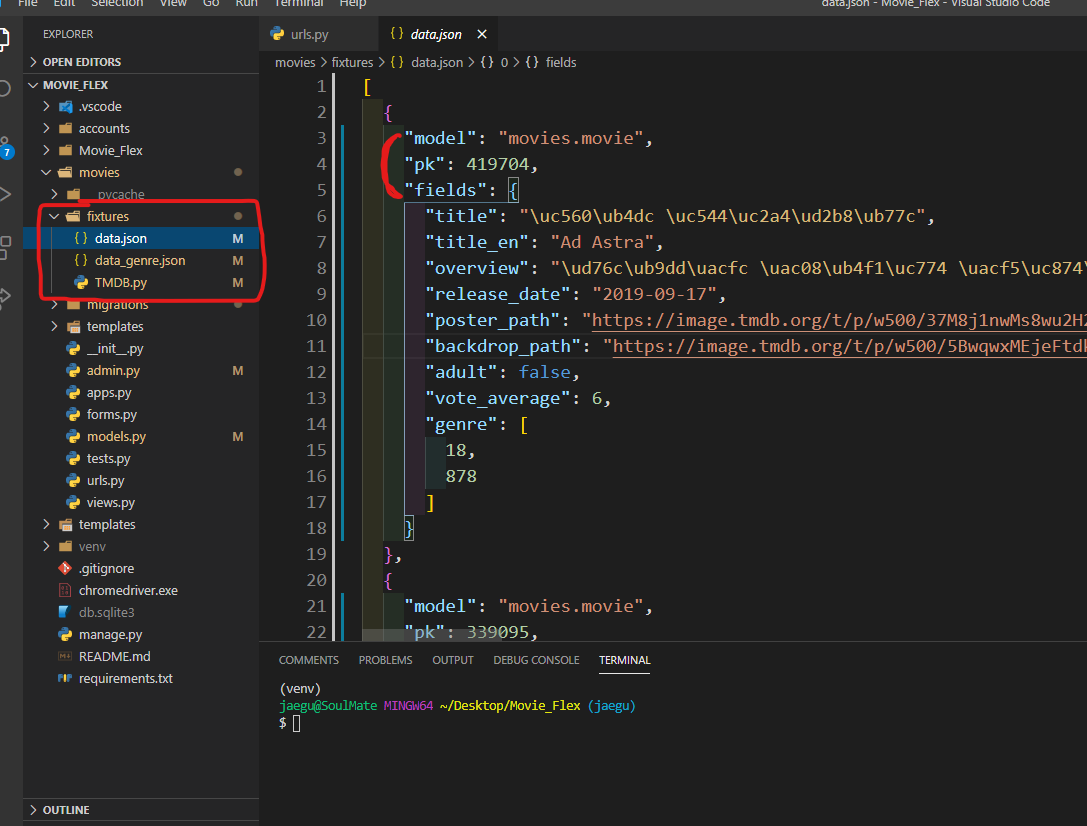 File Edit Selection View Go Run Terminal Help
data.json - Movie_Flex - Visual Studio Code
7
EXPLORER
OPEN EDITORS
MOVIE_FLEX
.vscode
accounts
Movie_Flex
movies
__pycache__
fixtures
data.json M
data_genre.json M
TMDB.py M
migrations
templates
__init__.py
admin.py M
apps.py
forms.py
models.py M
tests.py
urls.py
views.py
templates
venv
.gitignore
chromedriver.exe
db.sqlite3
manage.py
README.md
requirements.txt
OUTLINE
urls.py
{} data.json ×
movies > fixtures > {} data.json > {} 0 > {} fields
1 [
2 {
3 "model": "movies.movie",
4 "pk": 419704,
5 "fields": {
6 "title": "\uc560\ub4dc \uc544\uc2a4\ud2b8\ub77c",
7 "title_en": "Ad Astra",
8 "overview": "\ud76c\ub9dd\uacfc \uac08\ub4f1\uc774 \uacf5\uc874\
9 "release_date": "2019-09-17",
10 "poster_path": "https://image.tmdb.org/t/p/w500/37M8j1nwMs8wu2H2
11 "backdrop_path": "https://image.tmdb.org/t/p/w500/5BwqwxMEjeFtdk
12 "adult": false,
13 "vote_average": 6,
14 "genre": [
15 18,
16 878
17 ]
18 }
19 },
20 {
21 "model": "movies.movie",
22 "pk": 339095,
COMMENTS PROBLEMS OUTPUT DEBUG CONSOLE TERMINAL
(venv)
jaegu@SoulMate MINGW64 ~/Desktop/Movie_Flex (jaegu)
$